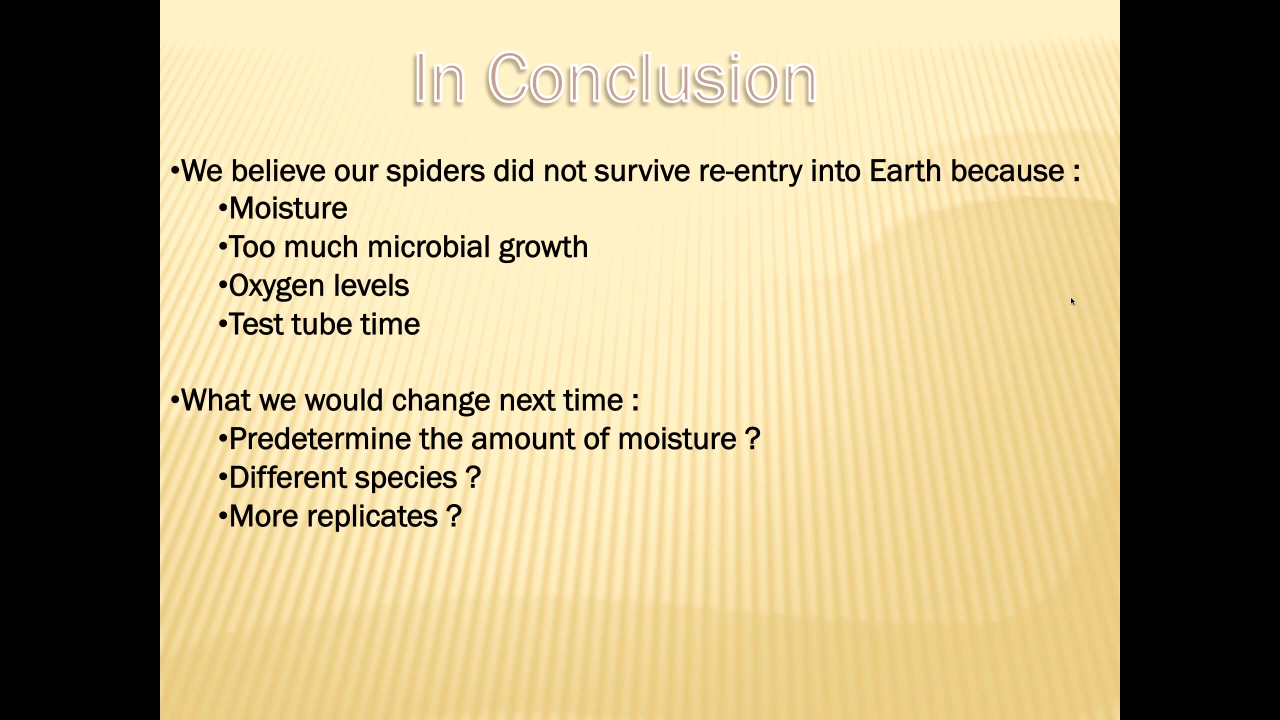 In Conclusion
•We believe our spiders did not survive re-entry into Earth because :
•Moisture
•Too much microbial growth
•Oxygen levels
•Test tube time
•What we would change next time :
•Predetermine the amount of moisture ?
•Different species ?
•More replicates ?